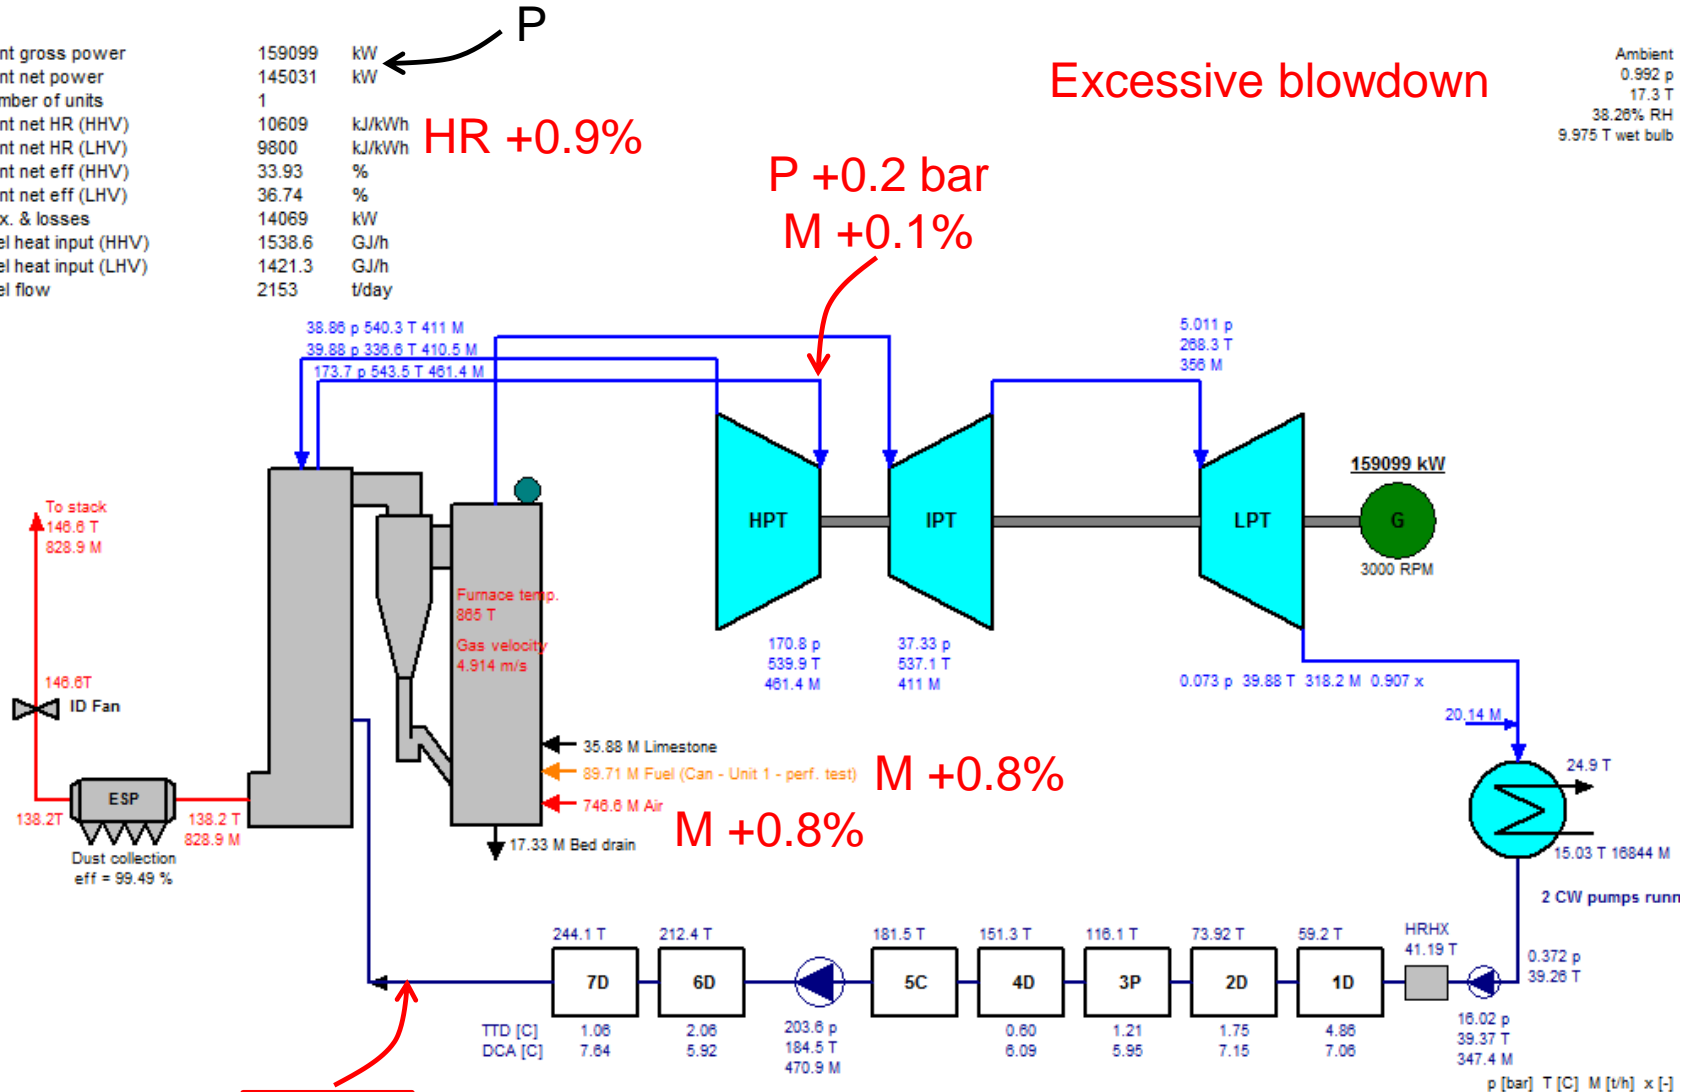 P
nt gross power 159099 kW
nt net power 145031 kW
mber of units 1
nt net HR (HHV) 10609 kJ/kWh
nt net HR (LHV) 9800 kJ/kWh
nt net eff (HHV) 33.93 %
nt net eff (LHV) 36.74 %
x. & losses 14069 kW
el heat input (HHV) 1538.6 GJ/h
el heat input (LHV) 1421.3 GJ/h
el flow 2153 t/day
HR +0.9%
Excessive blowdown
Ambient
0.992 p
17.3 T
38.26% RH
9.975 T wet bulb
P +0.2 bar
M +0.1%
38.86 p 540.3 T 411 M
39.88 p 336.6 T 410.5 M
173.7 p 543.5 T 461.4 M
5.011 p
268.3 T
356 M
159099 kW
HPT
IPT
LPT
G
3000 RPM
To stack
146.6 T
828.9 M
Furnace temp.
865 T
Gas velocity
4.914 m/s
170.8 p
539.9 T
461.4 M
37.33 p
537.1 T
411 M
0.073 p 39.88 T 318.2 M 0.907 x
20.14 M
146.6T
ID Fan
35.88 M Limestone
89.71 M Fuel (Can - Unit 1 - perf. test)
M +0.8%
746.6 M Air
M +0.8%
17.33 M Bed drain
ESP
138.2T
138.2 T
828.9 M
Dust collection
eff = 99.49 %
24.9 T
15.03 T 16844 M
2 CW pumps runn
244.1 T
212.4 T
181.5 T
151.3 T
116.1 T
73.92 T
59.2 T
HRHX
41.19 T
0.372 p
39.26 T
7D
6D
5C
4D
3P
2D
1D
TTD [C] 1.06 2.06 0.60 1.21 1.75 4.86
DCA [C] 7.64 5.92 6.09 5.95 7.15 7.06
203.6 p
184.5 T
470.9 M
16.02 p
39.37 T
347.4 M
p [bar] T [C] M [t/h] x [-]